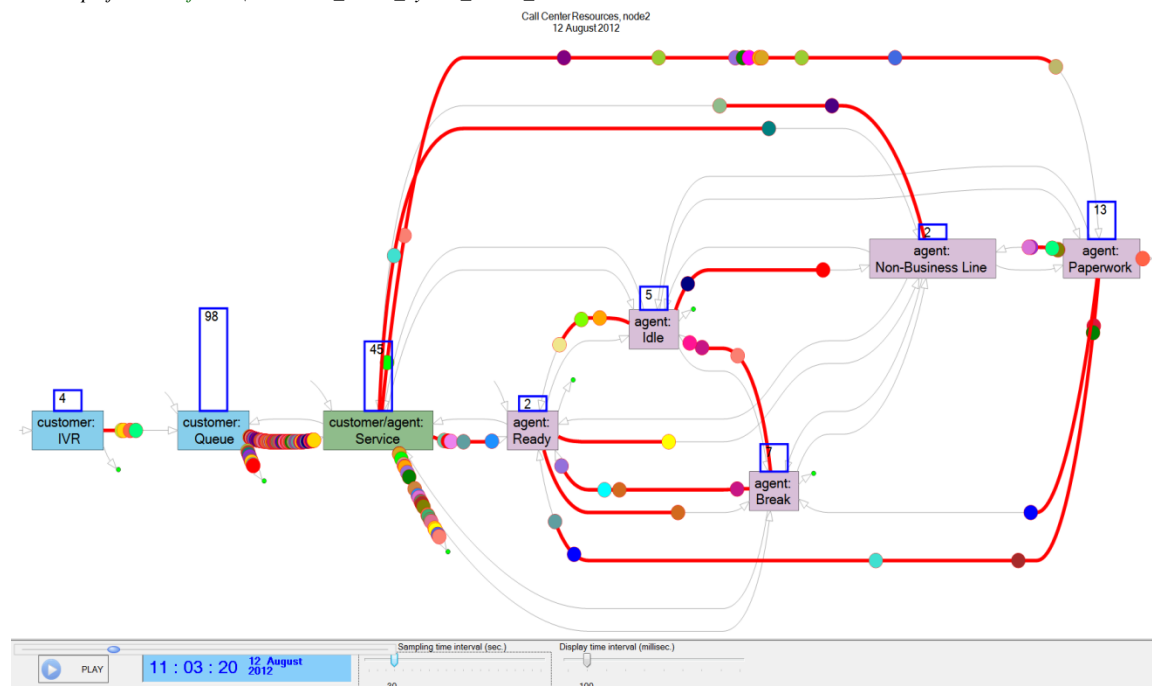 Call Center Resources, node2
12 August 2012
13
2
agent:
Non-Business Line
agent:
Paperwork
5
agent:
Idle
98
45
4
2
customer:
IVR
customer:
Queue
customer/agent:
Service
agent:
Ready
7
agent:
Break
Sampling time interval (sec.)
Display time interval (millisec.)
PLAY
11 : 03 : 20
12 August
2012